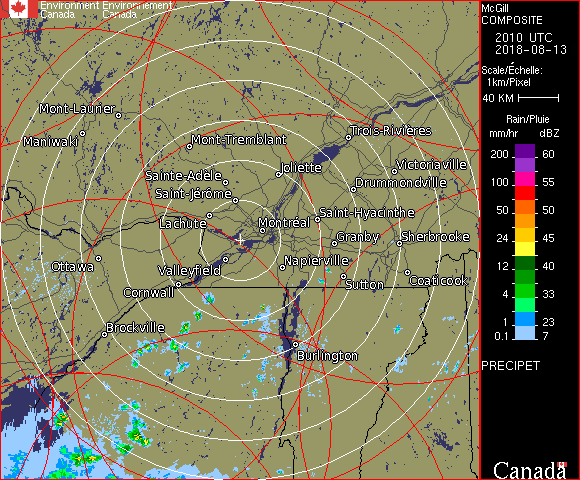 Environment Environnement
Canada Canada
McGill
COMPOSITE
2010 UTC
2018-08-13
Scale/Échelle:
1km/Pixel
40 KM
Rain/Pluie
mm/hr dBZ
200 60
100 55
50 50
24 45
12 40
4 33
1 23
0.1 7
PRECIPET
Canada
Mont-Laurier
Maniwaki
Mont-Tremblant
Trois-Rivières
Sainte-Adèle
Joliette
Victoriaville
Saint-Jérôme
Drummondville
Lachute
Montréal
Saint-Hyacinthe
Granby
Sherbrooke
Ottawa
Valleyfield
Napierville
Cornwall
Sutton
Coaticook
Brockville
Burlington